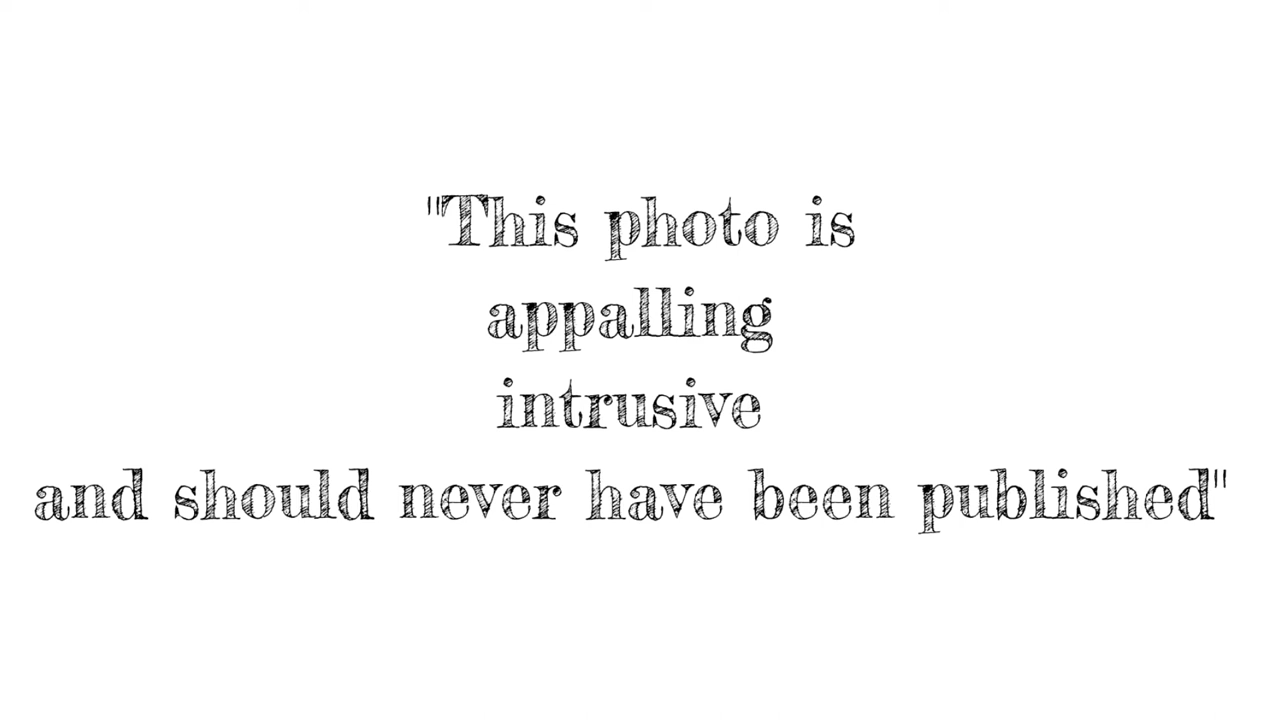 "This photo is
appalling
intrusive
and should never have been published"